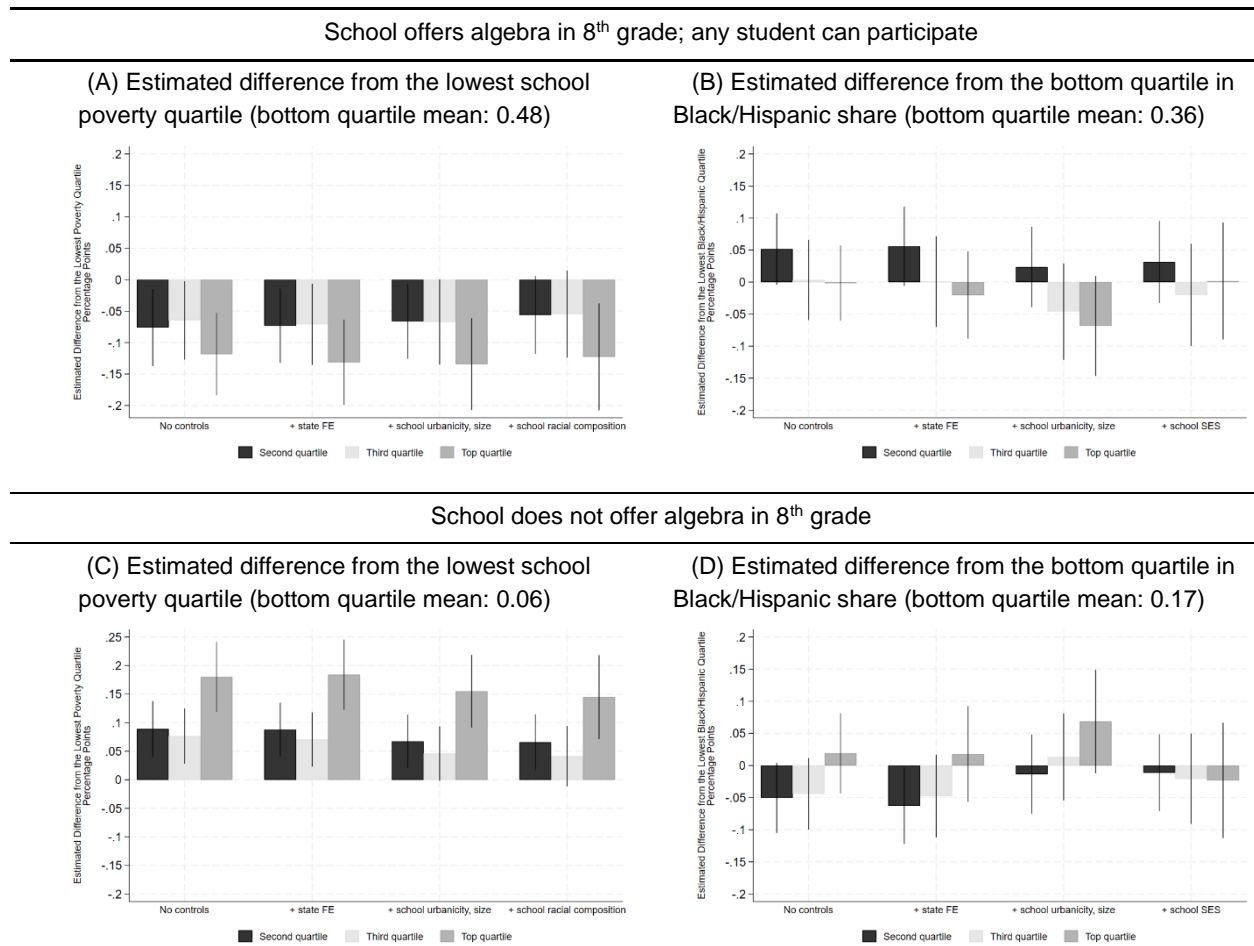 School offers algebra in 8th grade; any student can participate
(A) Estimated difference from the lowest school
poverty quartile (bottom quartile mean: 0.48)
Estimated Difference from the Lowest Poverty Quartile
Percentage Points
.2
.15
.1
.05
0
-.05
-.1
-.15
-.2
No controls + state FE + school urbanicity, size + school racial composition
Second quartile Third quartile Top quartile
(B) Estimated difference from the bottom quartile in
Black/Hispanic share (bottom quartile mean: 0.36)
Estimated Difference from the Lowest Black/Hispanic Quartile
Percentage Points
.2
.15
.1
.05
0
-.05
-.1
-.15
-.2
No controls + state FE + school urbanicity, size + school SES
Second quartile Third quartile Top quartile
School does not offer algebra in 8th grade
(C) Estimated difference from the lowest school
poverty quartile (bottom quartile mean: 0.06)
Estimated Difference from the Lowest Poverty Quartile
Percentage Points
.25
.2
.15
.1
.05
0
-.05
-.1
-.15
-.2
No controls + state FE + school urbanicity, size + school racial composition
Second quartile Third quartile Top quartile
(D) Estimated difference from the bottom quartile in
Black/Hispanic share (bottom quartile mean: 0.17)
Estimated Difference from the Lowest Black/Hispanic Quartile
Percentage Points
.2
.15
.1
.05
0
-.05
-.1
-.15
-.2
No controls + state FE + school urbanicity, size + school SES
Second quartile Third quartile Top quartile